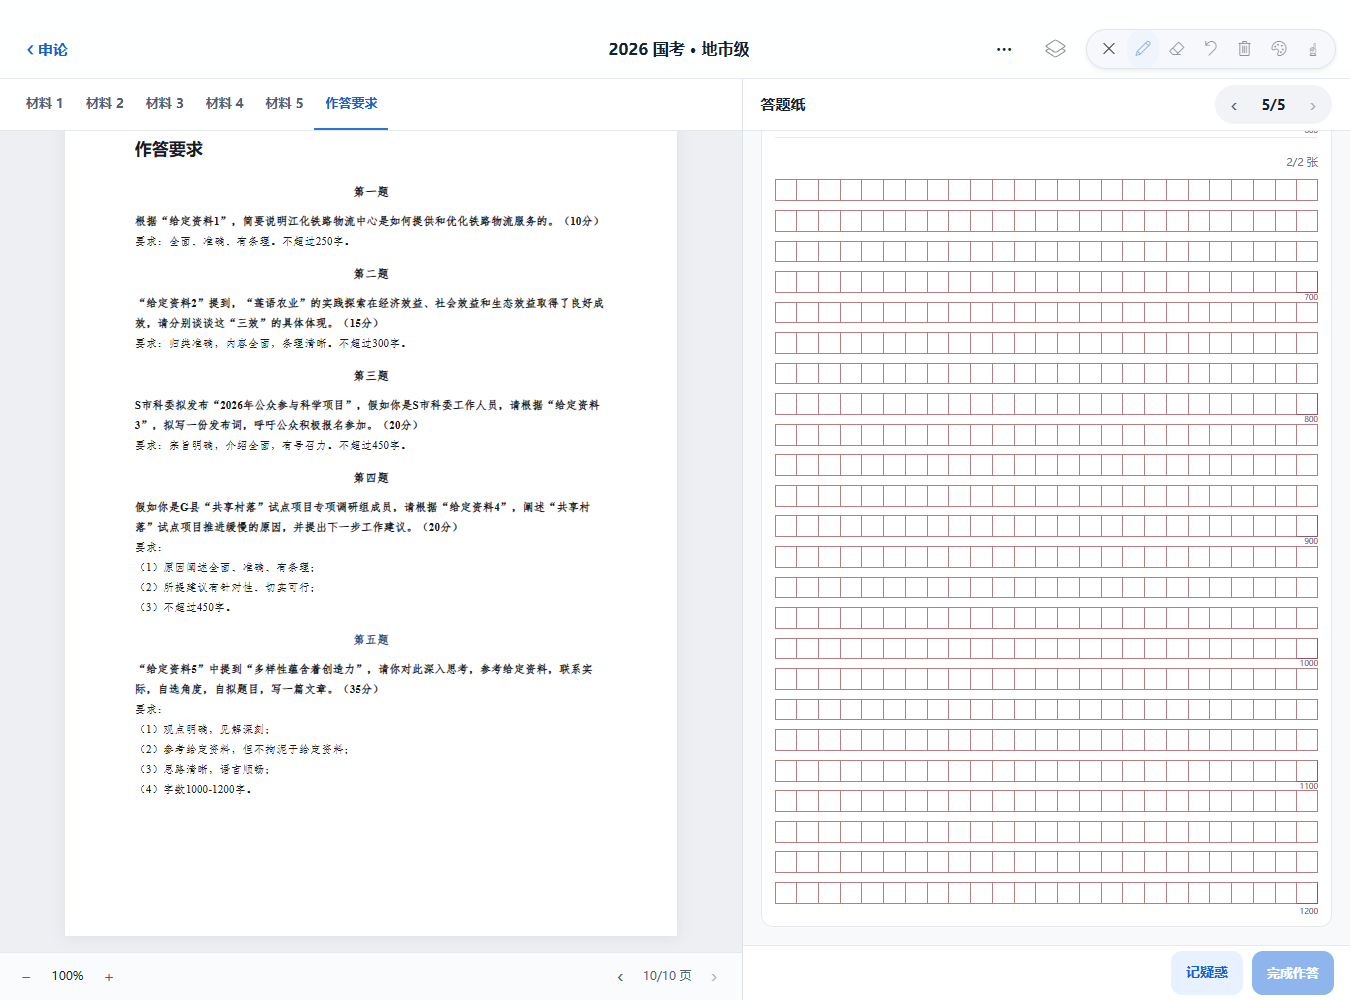 申论
2026 国考 • 地市级
材料 1
材料 2
材料 3
材料 4
材料 5
作答要求
答题纸
5/5
作答要求
第一题
根据“给定资料1”，简要说明江化铁路物流中心是如何提供和优化铁路物流服务的。（10分）
要求：全面、准确、有条理。不超过250字。
第二题
“给定资料2”提到，“莲语农业”的实践探索在经济效益、社会效益和生态效益取得了良好成
效，请分别谈谈这“三效”的具体体现。（15分）
要求：归类准确，内容全面，条理清晰。不超过300字。
第三题
S市科委拟发布“2026年公众参与科学项目”，假如你是S市科委工作人员，请根据“给定资料
3”，拟写一份发布词，呼吁公众积极报名参加。（20分）
要求：宗旨明确，介绍全面，有号召力。不超过450字。
第四题
假如你是G县“共享村落”试点项目专项调研组成员，请根据“给定资料4”，阐述“共享村
落”试点项目推进缓慢的原因，并提出下一步工作建议。（20分）
要求：
（1）原因阐述全面、准确、有条理；
（2）所提建议有针对性、切实可行；
（3）不超过450字。
第五题
“给定资料5”中提到“多样性蕴含着创造力”，请你对此深入思考，参考给定资料，联系实
际，自选角度，自拟题目，写一篇文章。（35分）
要求：
（1）观点明确，见解深刻；
（2）参考给定资料，但不拘泥于给定资料；
（3）思路清晰，语言顺畅；
（4）字数1000-1200字。
2/2 张
700
800
900
1000
1100
1200
100%
10/10 页
记疑惑
完成作答